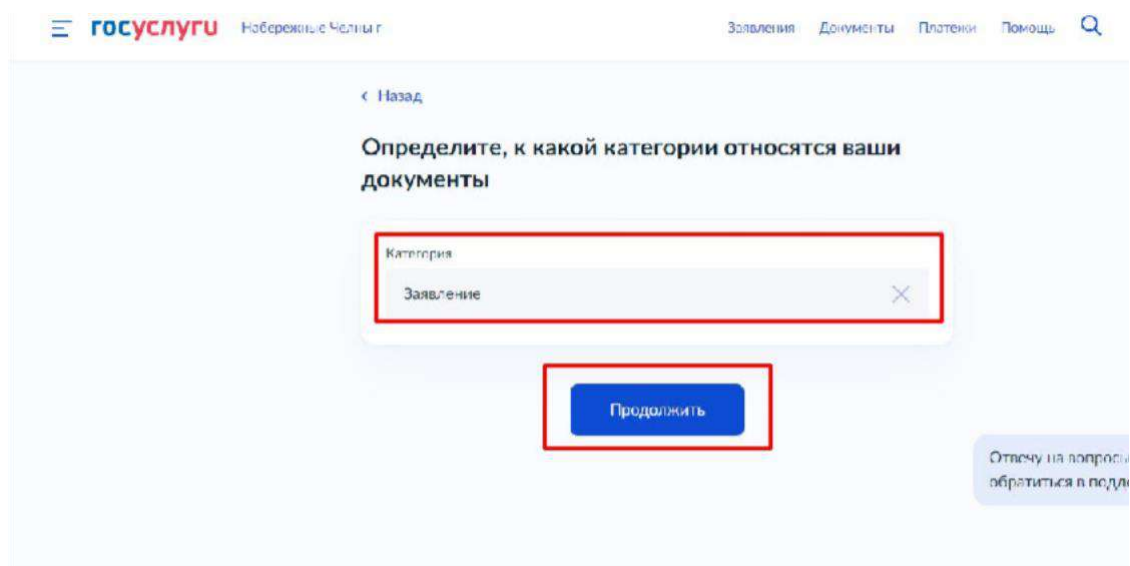 госуслуги Набережные Челны г Заявления Документы Платежи Помощь
Назад
Определите, к какой категории относятся ваши
документы
Категория
Заявление
Продолжить
Отвечу на вопросы
обратиться в